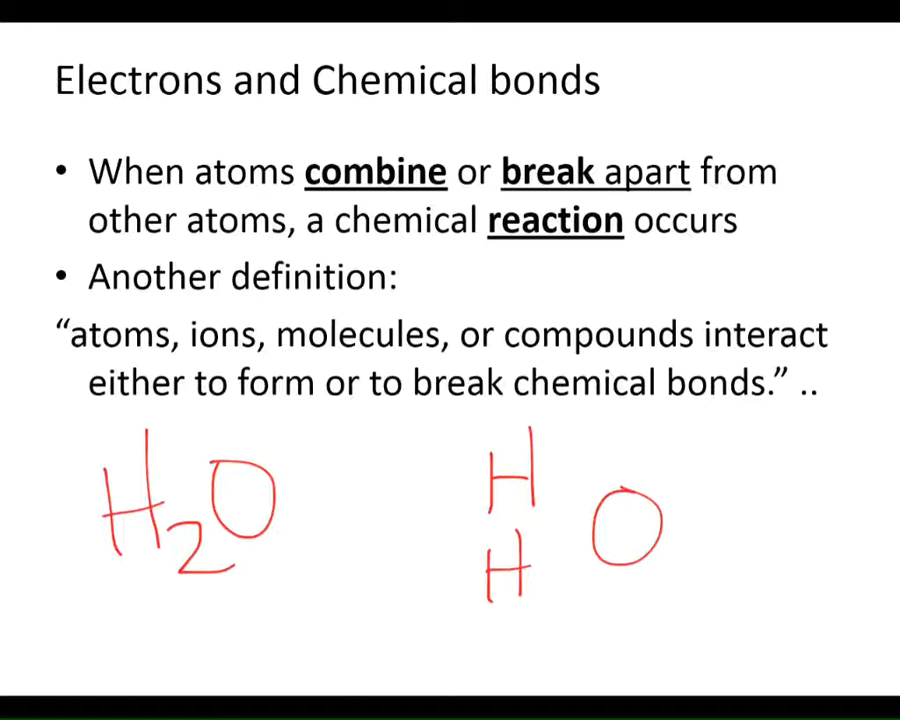 Electrons and Chemical bonds
• When atoms combine or break apart from
other atoms, a chemical reaction occurs
• Another definition:
“atoms, ions, molecules, or compounds interact
either to form or to break chemical bonds.” ..
H2O
H
O
H